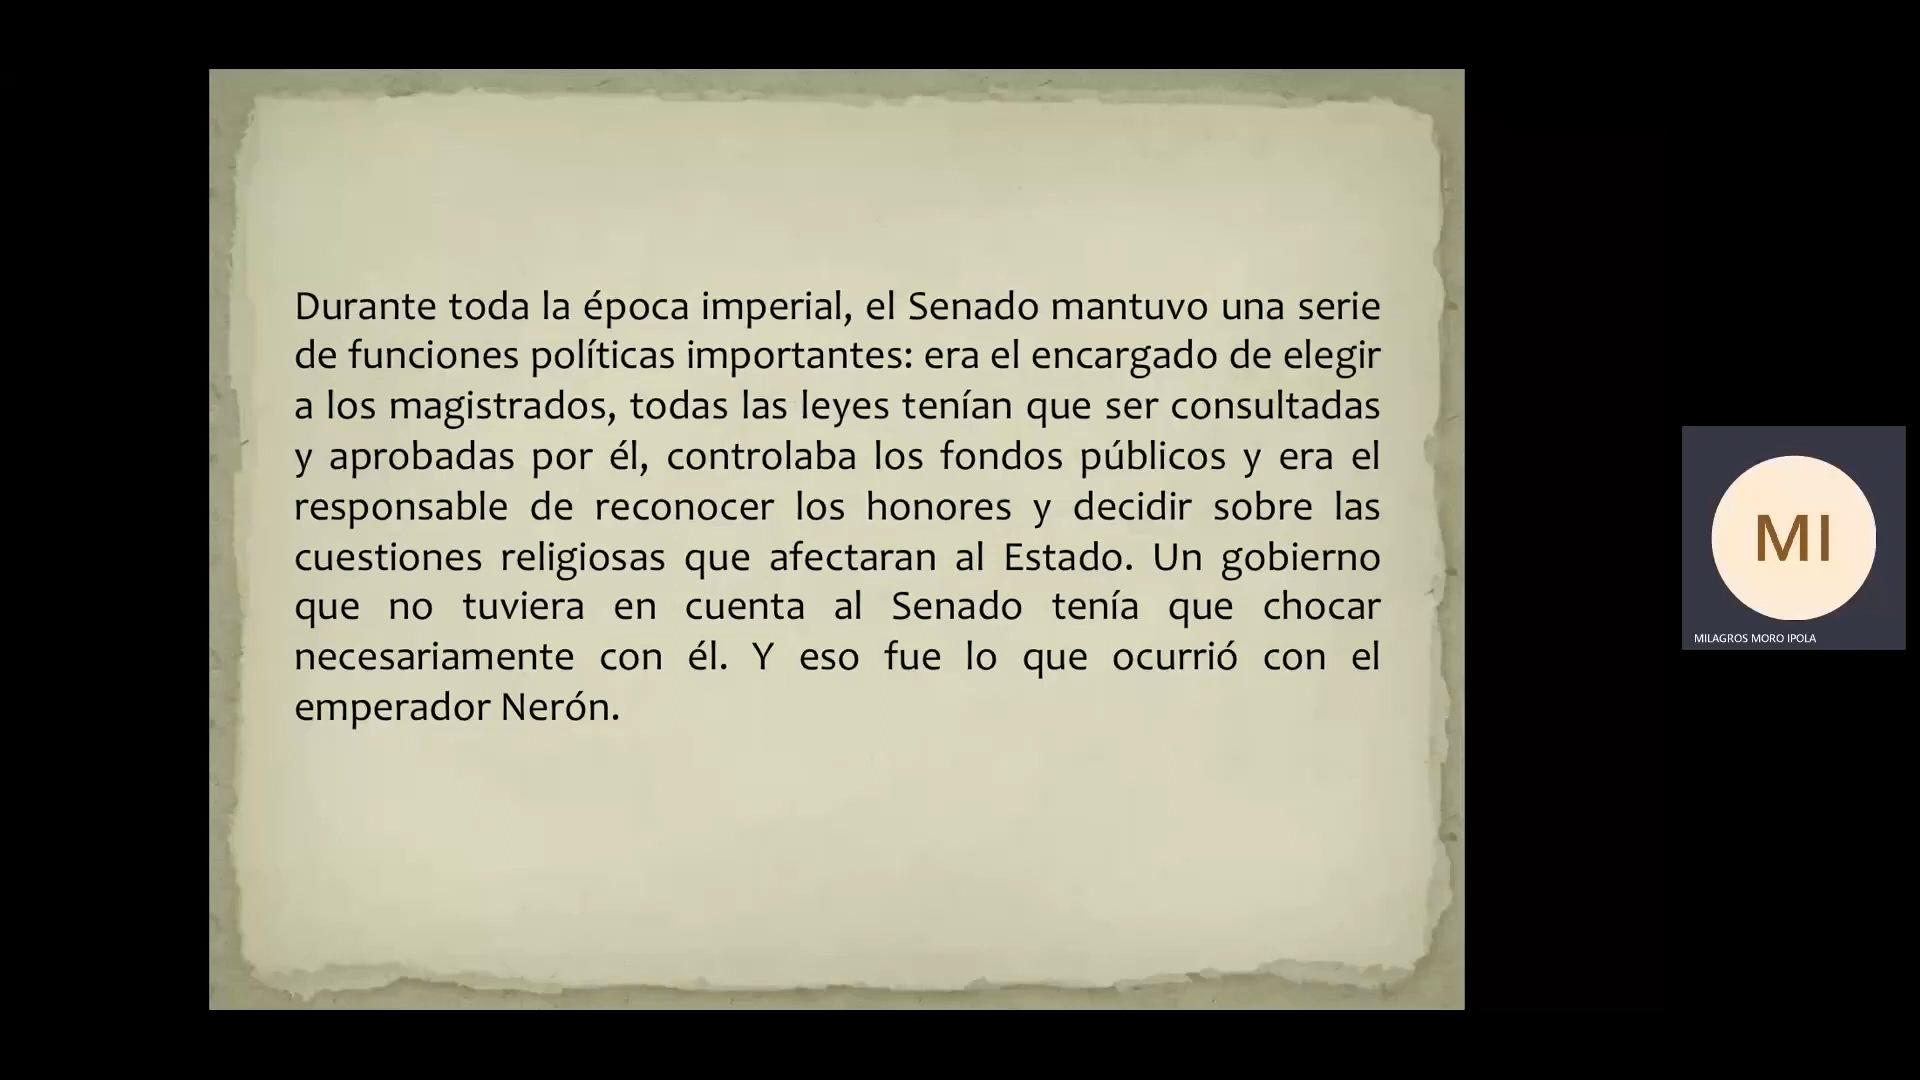 Durante toda la época imperial, el Senado mantuvo una serie
de funciones políticas importantes: era el encargado de elegir
a los magistrados, todas las leyes tenían que ser consultadas
y aprobadas por él, controlaba los fondos públicos y era el
responsable de reconocer los honores y decidir sobre las
cuestiones religiosas que afectaran al Estado. Un gobierno
que no tuviera en cuenta al Senado tenía que chocar
necesariamente con él. Y eso fue lo que ocurrió con el
emperador Nerón.
MI
MILAGROS MORO IPOLA